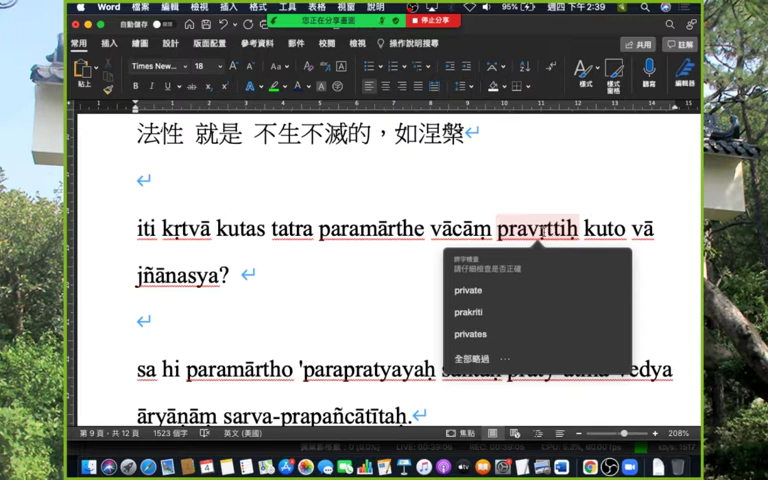 Word 檔案 編輯 檢視 插入 格式 工具 表格 視窗 說明 95% 週四 下午 2:39
自動儲存 您正在分享畫面 停止分享
常用 插入 繪圖 設計 版面配置 參考資料 郵件 校閱 檢視 操作說明搜尋 共用 註解
貼上 Times New... 18 樣式 樣式窗格 聽寫 編輯器
法性 就是 不生不滅的，如涅槃
iti kṛtvā kutas tatra paramārthe vācāṃ pravṛttiḥ kuto vā
jñānasya?
拼字檢查
請仔細檢查是否正確
private
prakriti
privates
全部略過 ...
sa hi paramārtho 'parapratyayaḥ
vedya
āryāṇām sarva-prapañcātītaḥ.
第 9 頁，共 12 頁 1523 個字 英文 (美國) 焦點 208%